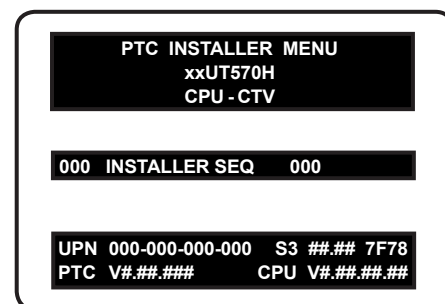 PTC INSTALLER MENU
xxUT570H
CPU - CTV
000 INSTALLER SEQ 000
UPN 000-000-000-000 S3 ##.## 7F78
PTC V#.##.### CPU V#.##.##.##